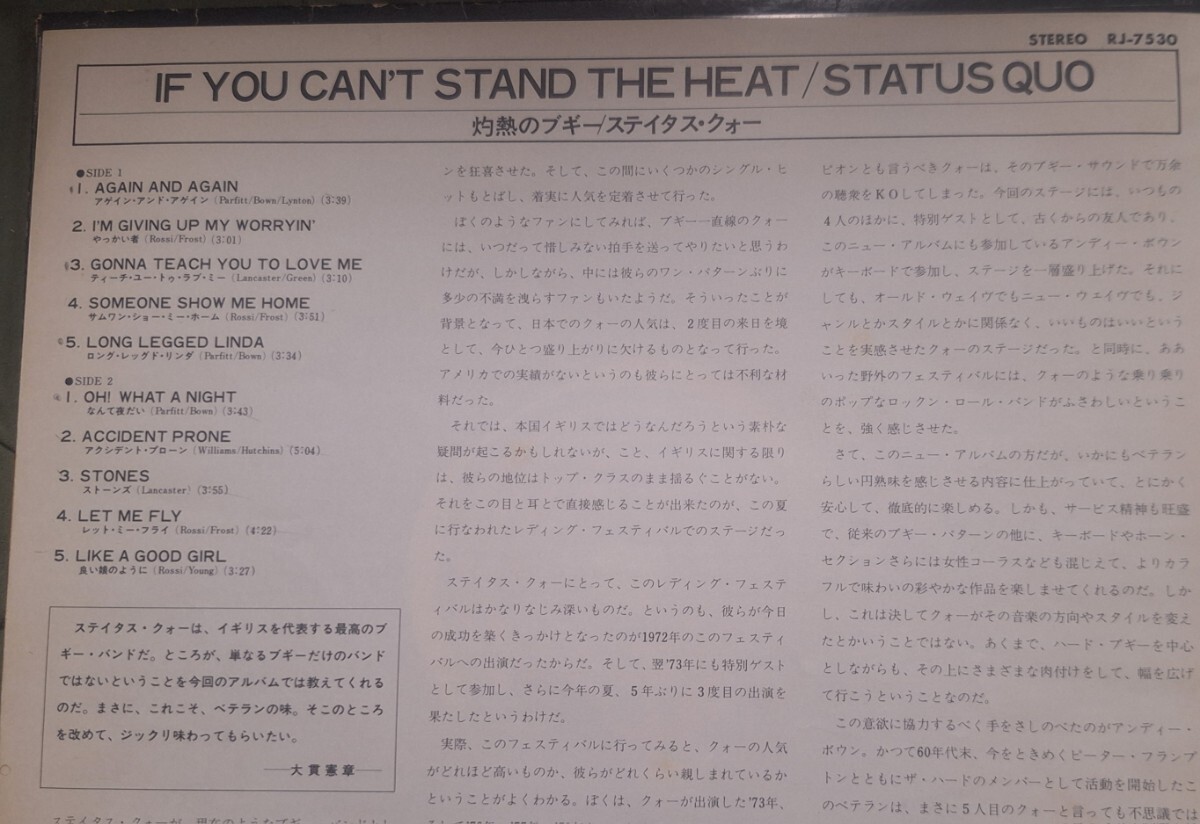 STEREO RJ-7530
IF YOU CAN'T STAND THE HEAT/STATUS QUO
灼熱のブギー/ステイタス・クォー
●SIDE 1
1. AGAIN AND AGAIN
アゲイン・アンド・アゲイン (Parfitt/Bown/Lynton) (3:39)
2. I'M GIVING UP MY WORRYIN'
やっかい者 (Rossi/Frost) (3:01)
3. GONNA TEACH YOU TO LOVE ME
ティーチ・ユー・トゥ・ラブ・ミー (Lancaster/Green) (3:10)
4. SOMEONE SHOW ME HOME
サムワン・ショー・ミー・ホーム (Rossi/Frost) (3:51)
5. LONG LEGGED LINDA
ロング・レッグド・リンダ (Parfitt/Bown) (3:34)
●SIDE 2
1. OH! WHAT A NIGHT
なんて夜だい (Parfitt/Bown) (3:43)
2. ACCIDENT PRONE
アクシデント・プローン (Williams/Hutchins) (5:04)
3. STONES
ストーンズ (Lancaster) (3:55)
4. LET ME FLY
レット・ミー・フライ (Rossi/Frost) (4:22)
5. LIKE A GOOD GIRL
良い娘のように (Rossi/Young) (3:27)
ステイタス・クォーは、イギリスを代表する最高のブ
ギー・バンドだ。ところが、単なるブギーだけのバンド
ではないということを今回のアルバムでは教えてくれる
のだ。まさに、これこそ、ベテランの味。そこのところ
を改めて、ジックリ味わってもらいたい。
——大貫憲章——
ステイタス・クォーが、現在のようなブギー・バンドとし
ンを狂喜させた。そして、この間にいくつかのシングル・ヒ
ットもとばし、着実に人気を定着させて行った。
ぼくのようなファンにしてみれば、ブギー一直線のクォー
には、いつだって惜しみない拍手を送ってやりたいと思うわ
けだが、しかしながら、中には彼らのワン・パターンぶりに
多少の不満を洩らすファンもいたようだ。そういったことが
背景となって、日本でのクォーの人気は、2度目の来日を境
として、今ひとつ盛り上がりに欠けるものとなって行った。
アメリカでの実績がないというのも彼らにとっては不利な材
料だった。
それでは、本国イギリスではどうなんだろうという素朴な
疑問が起こるかもしれないが、こと、イギリスに関する限り
は、彼らの地位はトップ・クラスのまま揺るぐことがない。
それをこの目と耳とで直接感じることが出来たのが、この夏
に行なわれたレディング・フェスティバルでのステージだっ
た。
ステイタス・クォーにとって、このレディング・フェステ
ィバルはかなりなじみ深いものだ。というのも、彼らが今日
の成功を築くきっかけとなったのが1972年のこのフェスティ
バルへの出演だったからだ。そして、翌'73年にも特別ゲスト
として参加し、さらに今年の夏、5年ぶりに3度目の出演を
果たしたというわけだ。
実際、このフェスティバルに行ってみると、クォーの人気
がどれほど高いものか、彼らがどれくらい親しまれているか
ということがよくわかる。ぼくは、クォーが出演した'73年、
ピオンとも言うべきクォーは、そのブギー・サウンドで万余
の聴衆をKOしてしまった。今回のステージには、いつもの
4人のほかに、特別ゲストとして、古くからの友人であり、
このニュー・アルバムにも参加しているアンディー・ボウン
がキーボードで参加し、ステージを一層盛り上げた。それに
しても、オールド・ウェイヴでもニュー・ウェイヴでも、ジ
ャンルとかスタイルとかに関係なく、いいものはいいという
ことを実感させたクォーのステージだった。と同時に、ああ
いった野外のフェスティバルには、クォーのような乗り乗り
のポップなロックン・ロール・バンドがふさわしいというこ
とを、強く感じさせた。
さて、このニュー・アルバムの方だが、いかにもベテラン
らしい円熟味を感じさせる内容に仕上がっていて、とにかく
安心して、徹底的に楽しめる。しかも、サービス精神も旺盛
で、従来のブギー・パターンの他に、キーボードやホーン・
セクションさらには女性コーラスなども混じえて、よりカラ
フルで味わいの彩やかな作品を楽しませてくれるのだ。しか
し、これは決してクォーがその音楽の方向やスタイルを変え
たとかいうことではない。あくまで、ハード・ブギーを中心
としながらも、その上にさまざまな肉付けをして、幅を広げ
て行こうということなのだ。
この意欲に協力するべく手をさしのべたのがアンディー・
ボウン。かつて60年代末、今をときめくピーター・フランプ
トンとともにザ・ハードのメンバーとして活動を開始したこ
のベテランは、まさに5人目のクォーと言っても不思議では